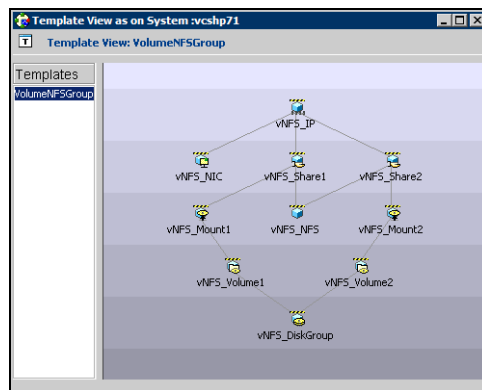 Template View as on System :vcshp71
T Template View: VolumeNFSGroup
Templates
VolumeNFSGroup
vNFS_IP
vNFS_NIC vNFS_Share1 vNFS_Share2
vNFS_Mount1 vNFS_NFS vNFS_Mount2
vNFS_Volume1 vNFS_Volume2
vNFS_DiskGroup